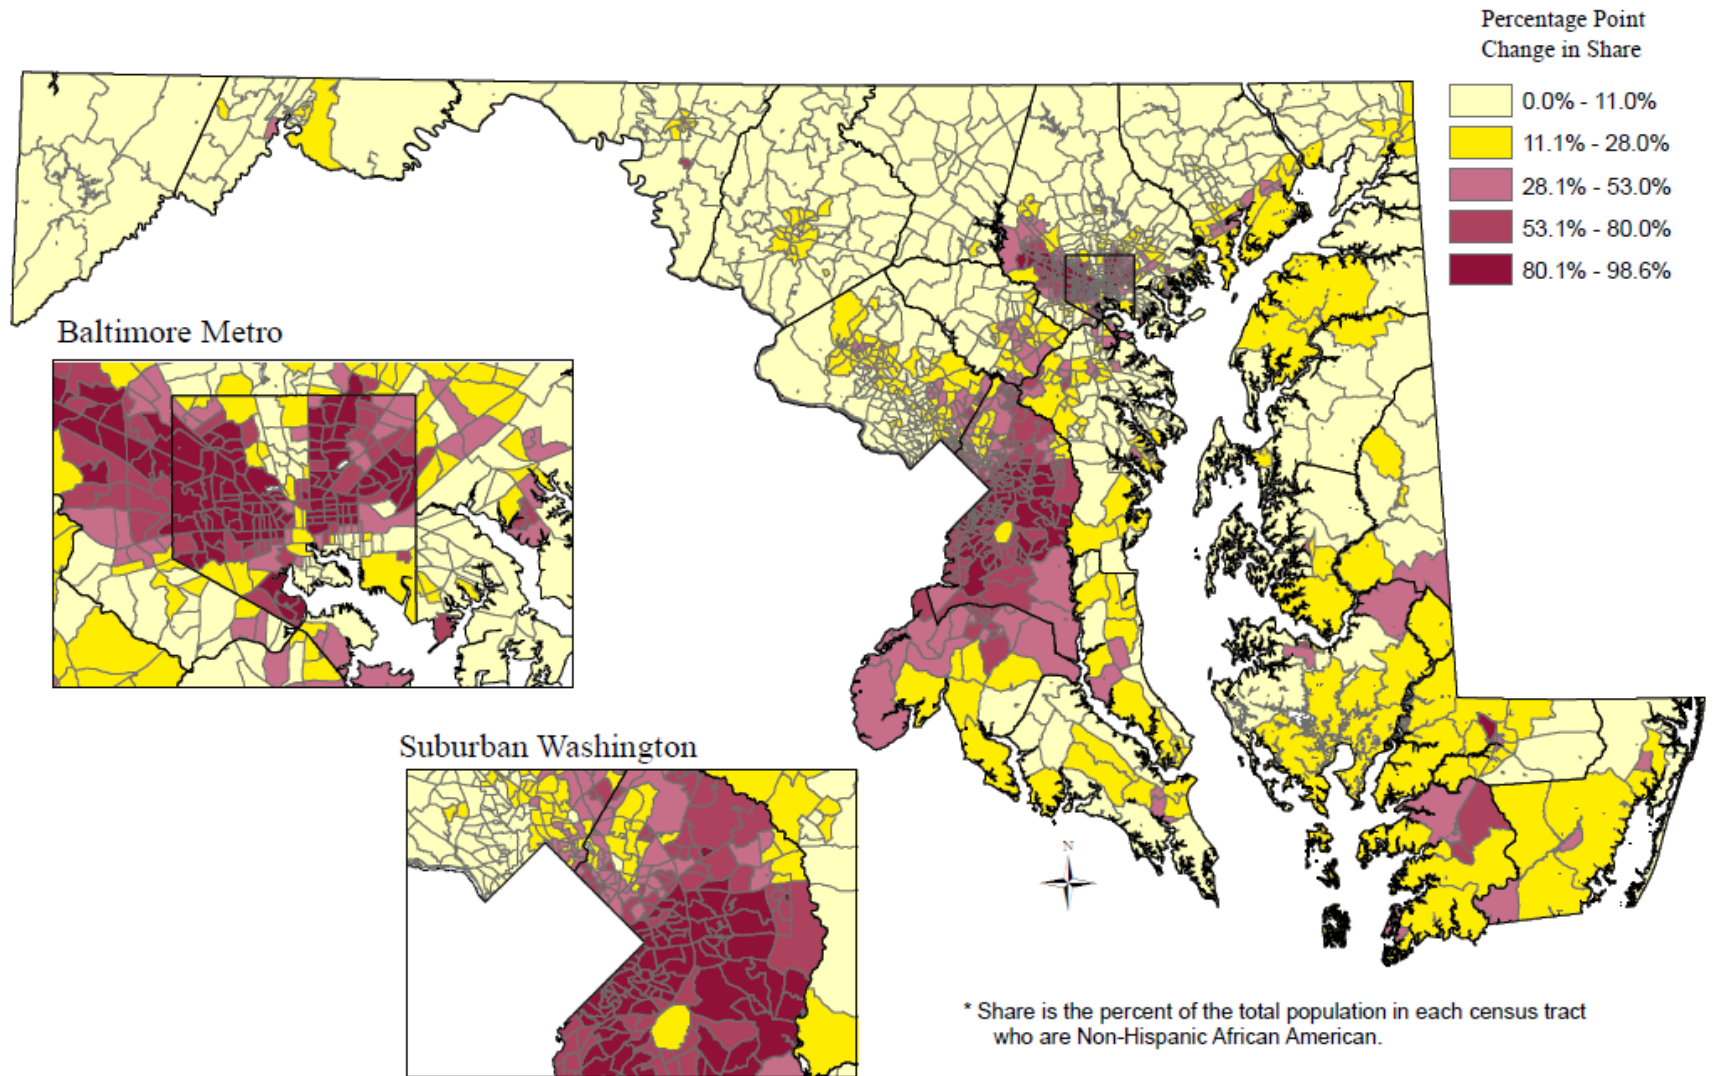 Percentage Point
Change in Share
0.0% - 11.0%
11.1% - 28.0%
28.1% - 53.0%
53.1% - 80.0%
80.1% - 98.6%
Baltimore Metro
Suburban Washington
N
* Share is the percent of the total population in each census tract
who are Non-Hispanic African American.